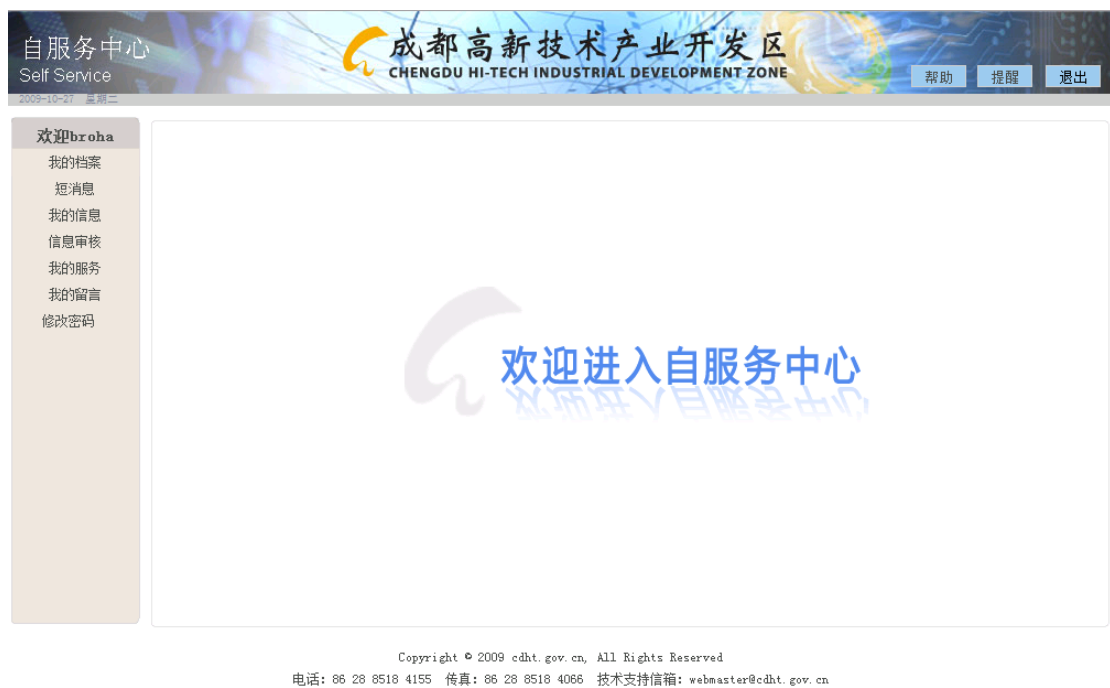 自服务中心
Self Service
成都高新技术产业开发区
CHENGDU HI-TECH INDUSTRIAL DEVELOPMENT ZONE
帮助 提醒 退出
2009-10-27 星期二
欢迎broha
我的档案
短消息
我的信息
信息审核
我的服务
我的留言
修改密码
欢迎进入自服务中心
Copyright © 2009 cdht.gov.cn, All Rights Reserved
电话: 86 28 8518 4155 传真: 86 28 8518 4066 技术支持信箱: webmaster@cdht.gov.cn